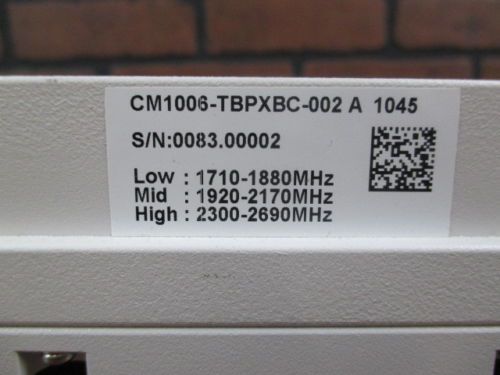 CM1006-TBPXBC-002 A 1045
S/N:0083.00002
Low : 1710-1880MHz
Mid : 1920-2170MHz
High : 2300-2690MHz